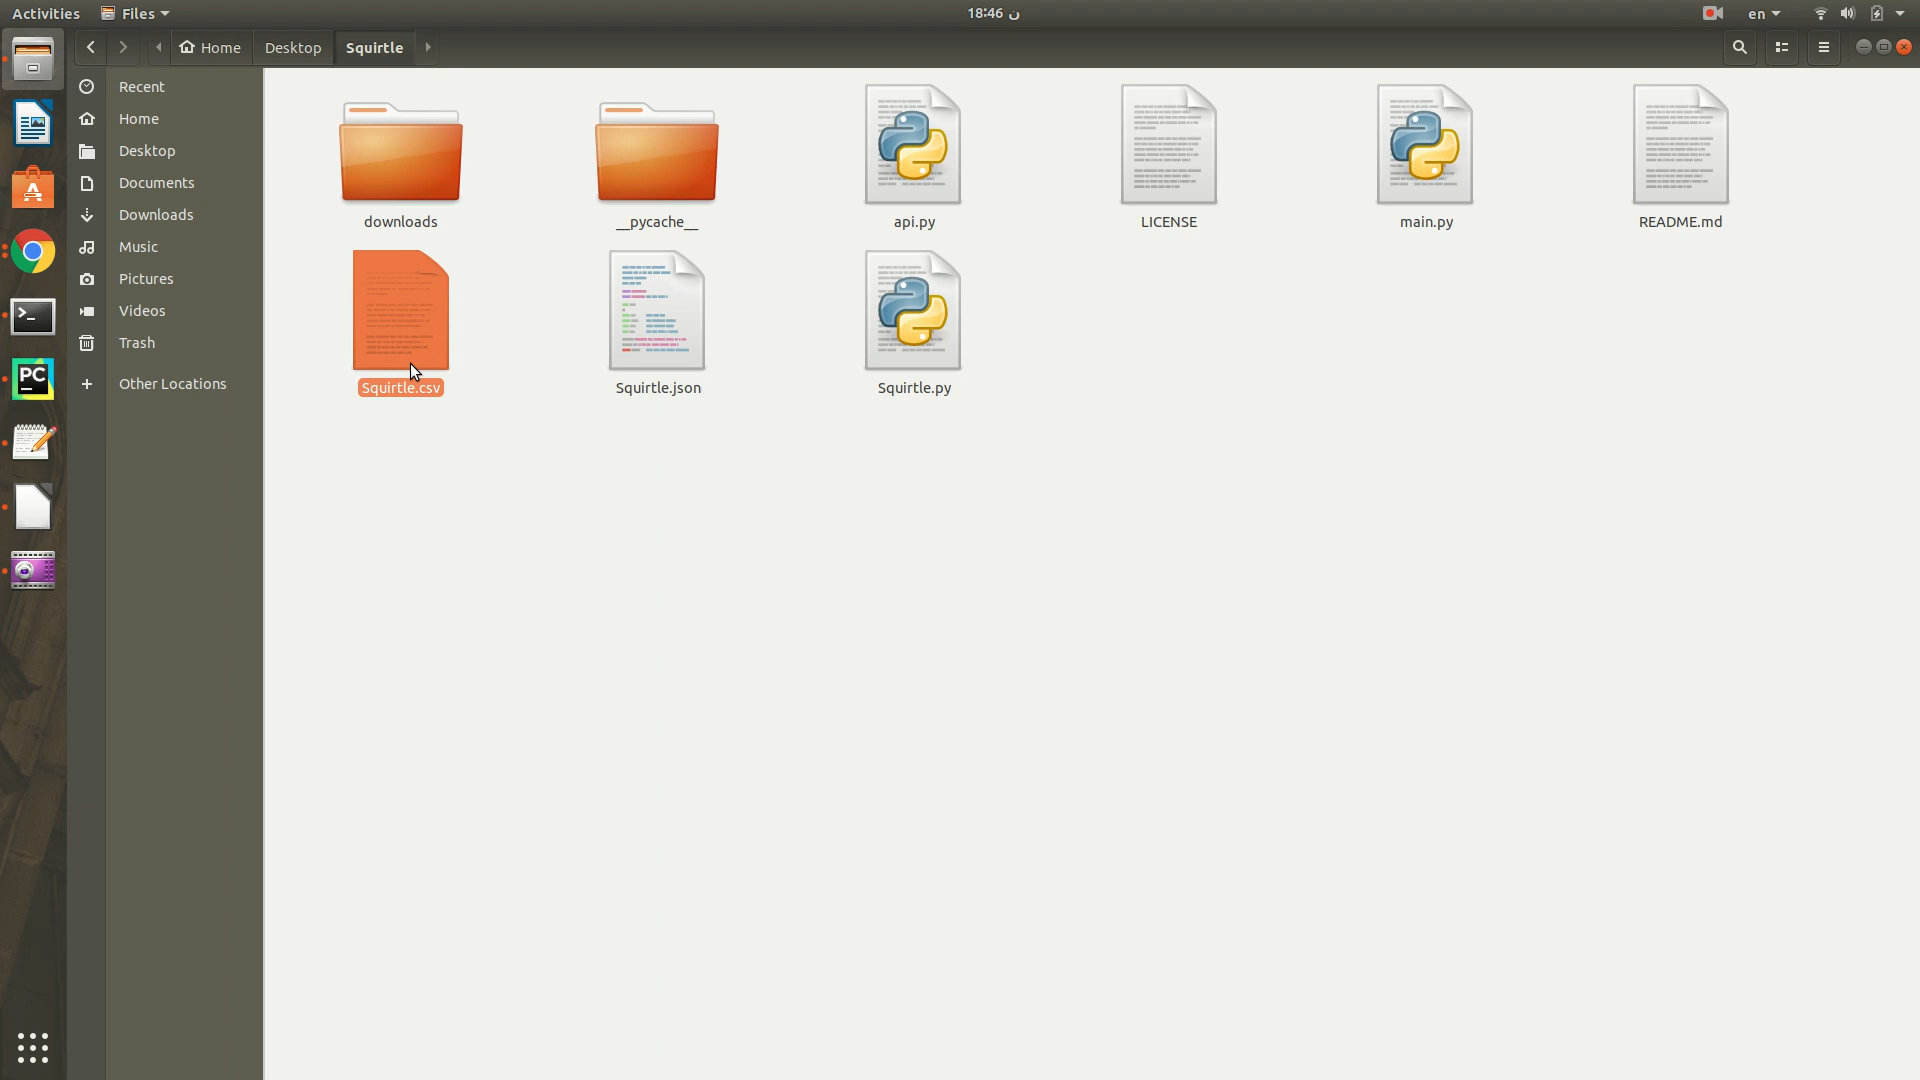 Activities Files 18:46 ن en
Home Desktop Squirtle
Recent
Home
Desktop
Documents
Downloads
Music
Pictures
Videos
Trash
Other Locations
downloads __pycache__ api.py LICENSE main.py README.md
Squirtle.csv Squirtle.json Squirtle.py
PC